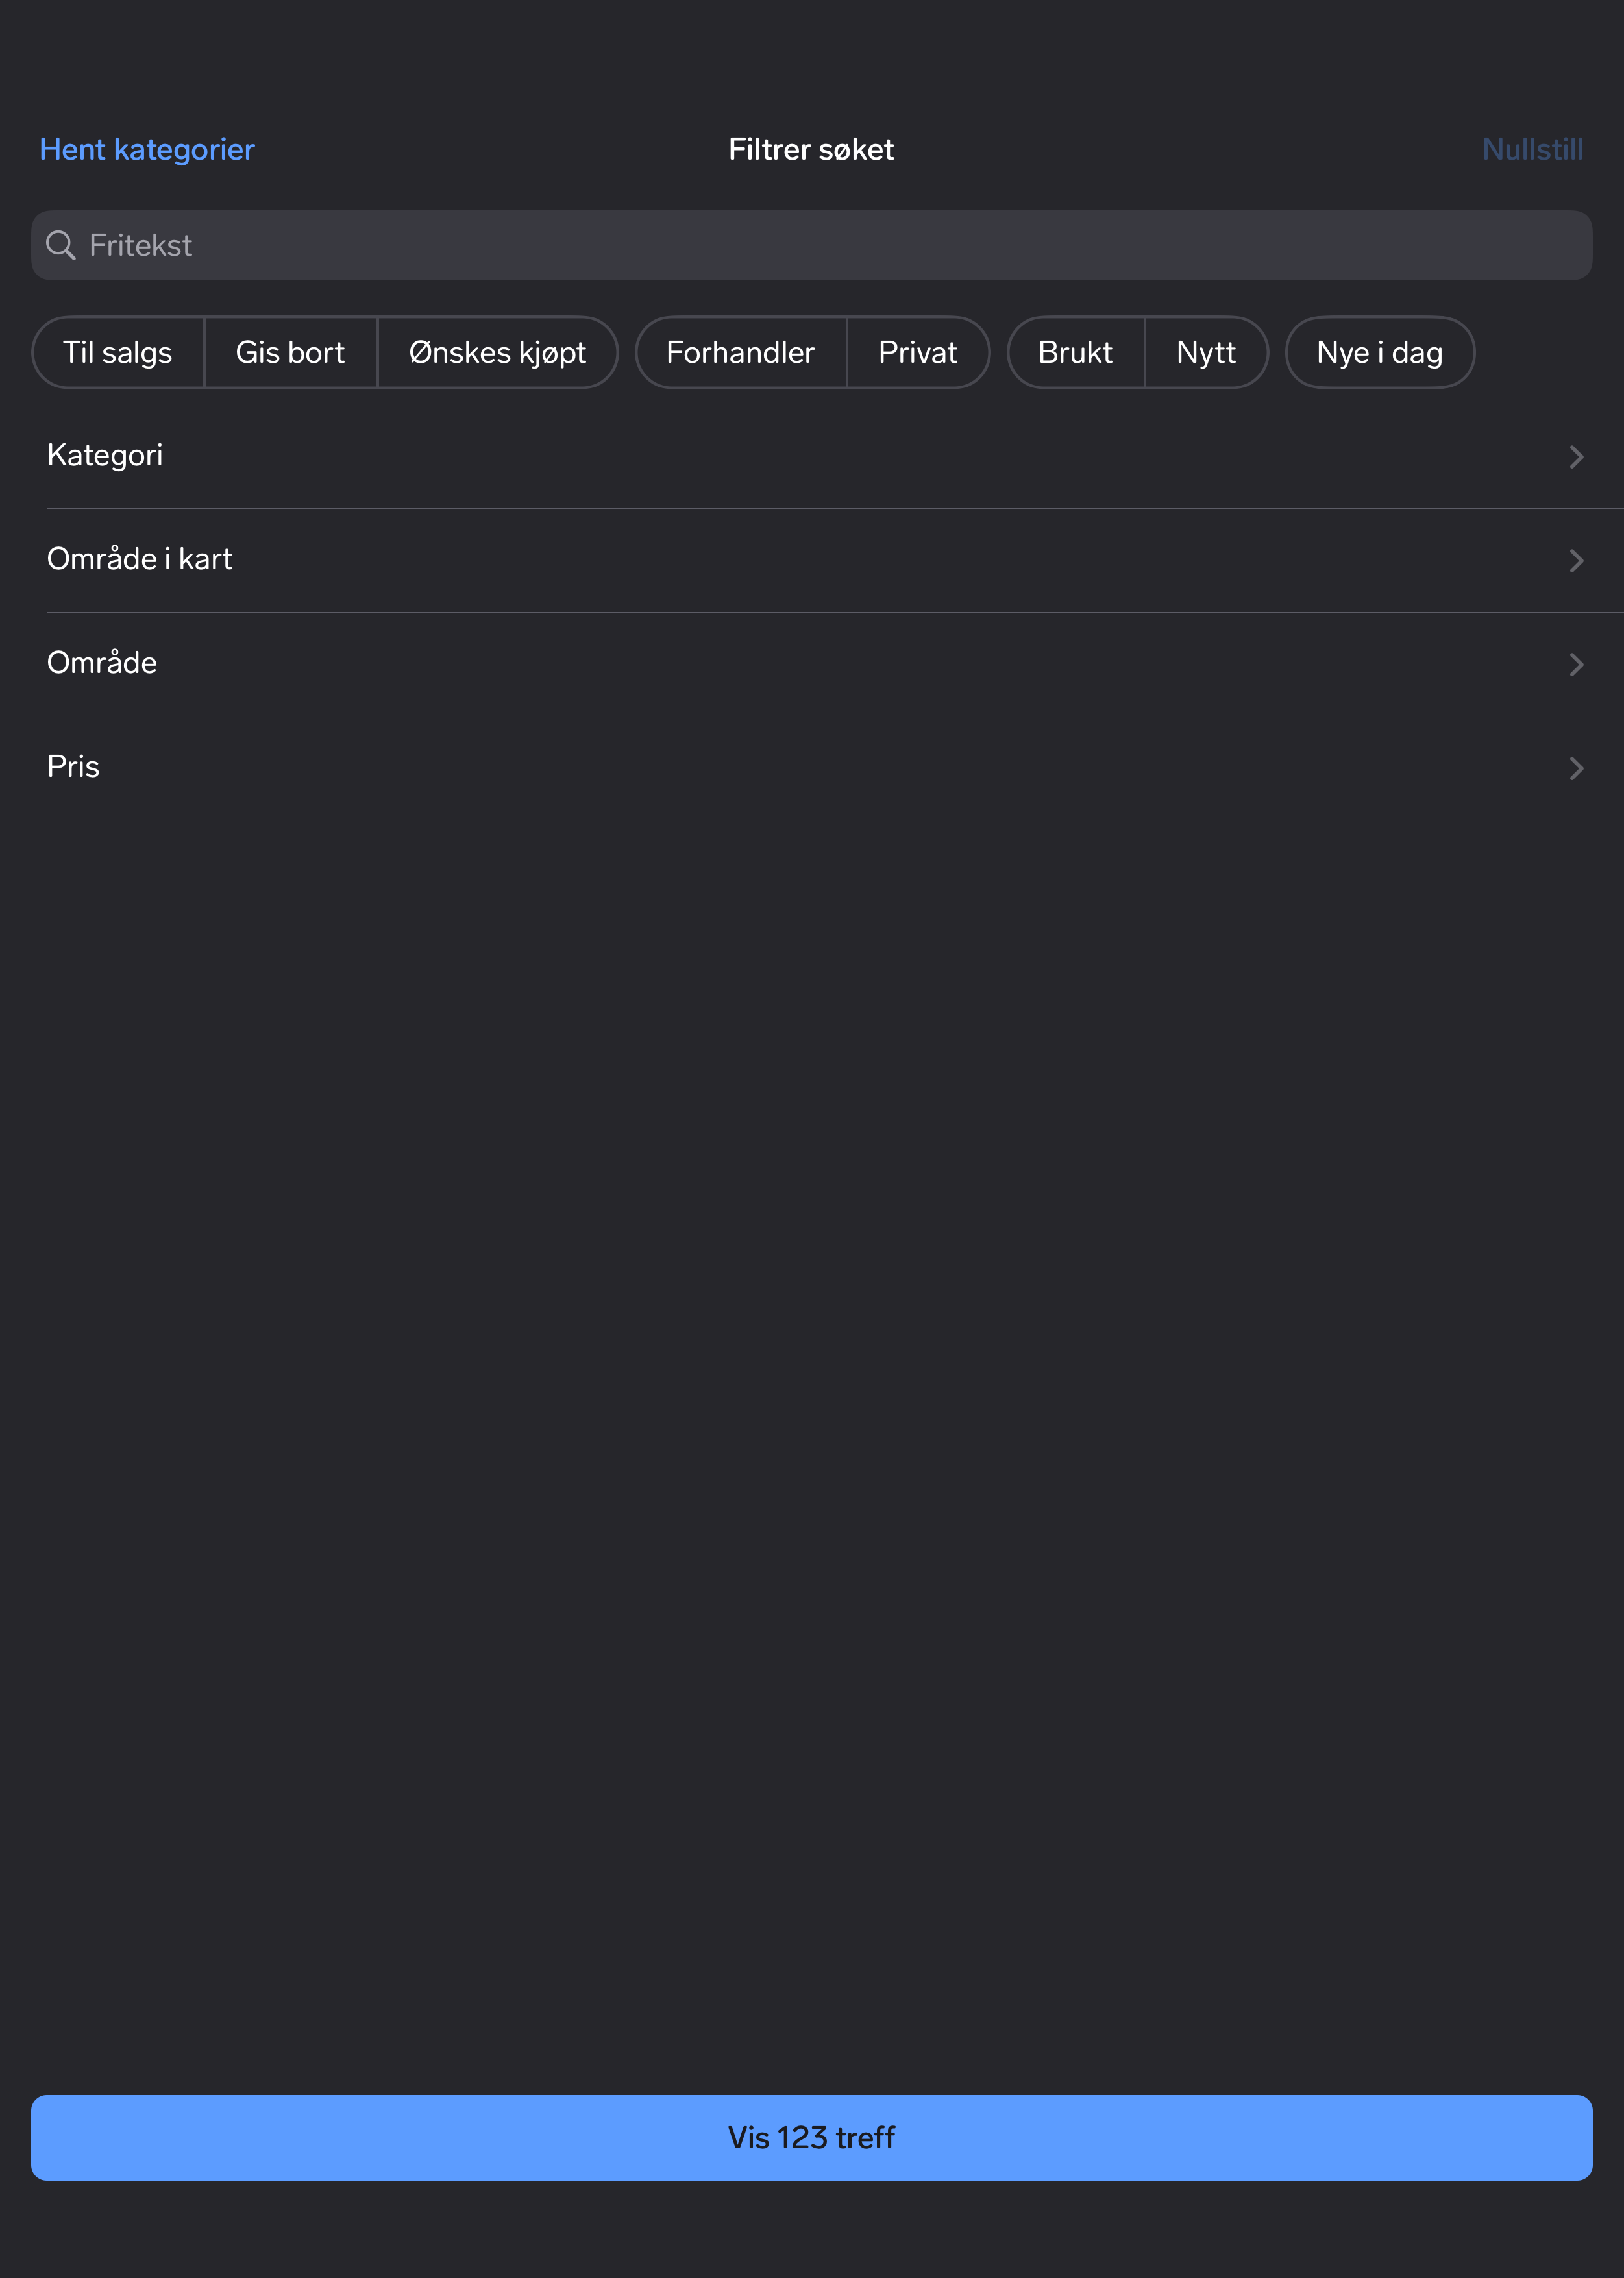 Hent kategorier Filtrer søket Nullstill
Fritekst
Til salgs Gis bort Ønskes kjøpt Forhandler Privat Brukt Nytt Nye i dag
Kategori
Område i kart
Område
Pris
Vis 123 treff